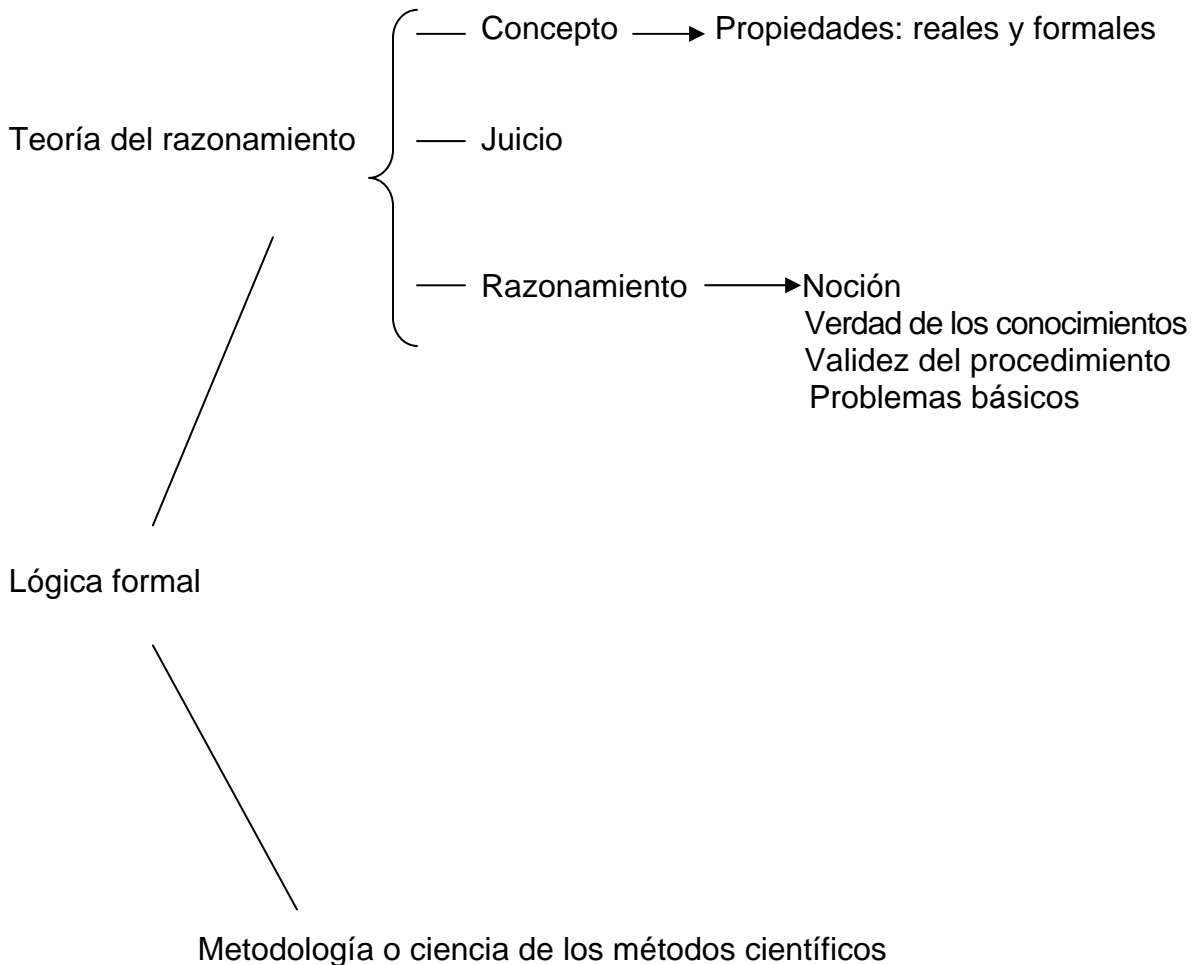 Concepto Propiedades: reales y formales
Teoría del razonamiento Juicio
Razonamiento Noción
Verdad de los conocimientos
Validez del procedimiento
Problemas básicos
Lógica formal
Metodología o ciencia de los métodos científicos